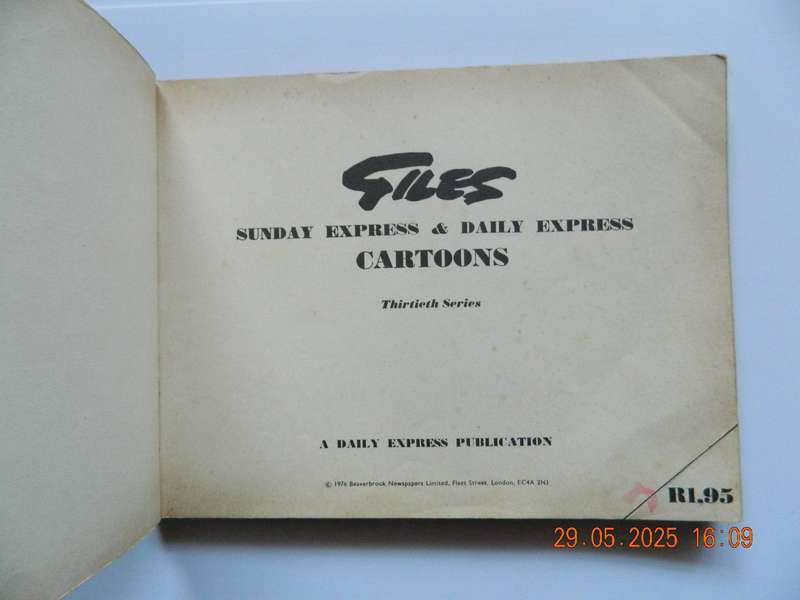 GILES
SUNDAY EXPRESS & DAILY EXPRESS
CARTOONS
Thirtieth Series
A DAILY EXPRESS PUBLICATION
© 1976 Beaverbrook Newspapers Limited, Fleet Street, London, EC4A 2NJ
R1,95
29.05.2025 16:09